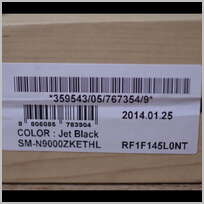 *359543/05/767354/9*
8 806085 783904
2014.01.25
COLOR : Jet Black
SM-N9000ZKETHL
RF1F145L0NT